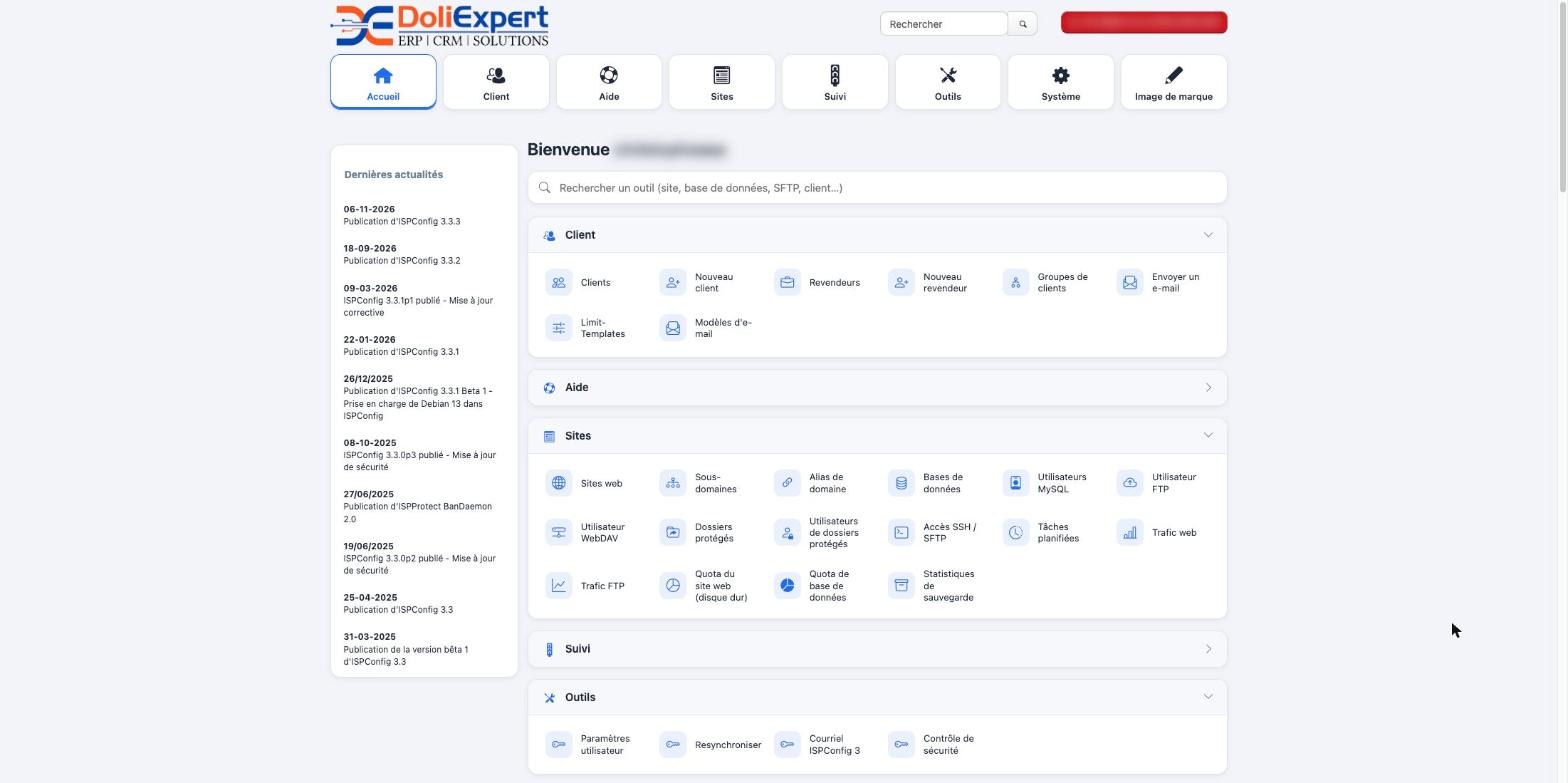 DoliExpert
ERP | CRM | SOLUTIONS
Rechercher
Accueil
Client
Aide
Sites
Suivi
Outils
Système
Image de marque
Dernières actualités
06-11-2026
Publication d'ISPConfig 3.3.3
18-09-2026
Publication d'ISPConfig 3.3.2
09-03-2026
ISPConfig 3.3.1p1 publié - Mise à jour
corrective
22-01-2026
Publication d'ISPConfig 3.3.1
26/12/2025
Publication d'ISPConfig 3.3.1 Beta 1 -
Prise en charge de Debian 13 dans
ISPConfig
08-10-2025
ISPConfig 3.3.0p3 publié - Mise à jour
de sécurité
27/06/2025
Publication d'ISPProtect BanDaemon
2.0
19/06/2025
ISPConfig 3.3.0p2 publié - Mise à jour
de sécurité
25-04-2025
Publication d'ISPConfig 3.3
31-03-2025
Publication de la version bêta 1
d'ISPConfig 3.3
Bienvenue
Rechercher un outil (site, base de données, SFTP, client...)
Client
Clients
Nouveau
client
Revendeurs
Nouveau
revendeur
Groupes de
clients
Envoyer un
e-mail
Limit-
Templates
Modèles d'e-
mail
Aide
Sites
Sites web
Sous-
domaines
Alias de
domaine
Bases de
données
Utilisateurs
MySQL
Utilisateur
FTP
Utilisateur
WebDAV
Dossiers
protégés
Utilisateurs
de dossiers
protégés
Accès SSH /
SFTP
Tâches
planifiées
Trafic web
Trafic FTP
Quota du
site web
(disque dur)
Quota de
base de
données
Statistiques
de
sauvegarde
Suivi
Outils
Paramètres
utilisateur
Resynchroniser
Courriel
ISPConfig 3
Contrôle de
sécurité